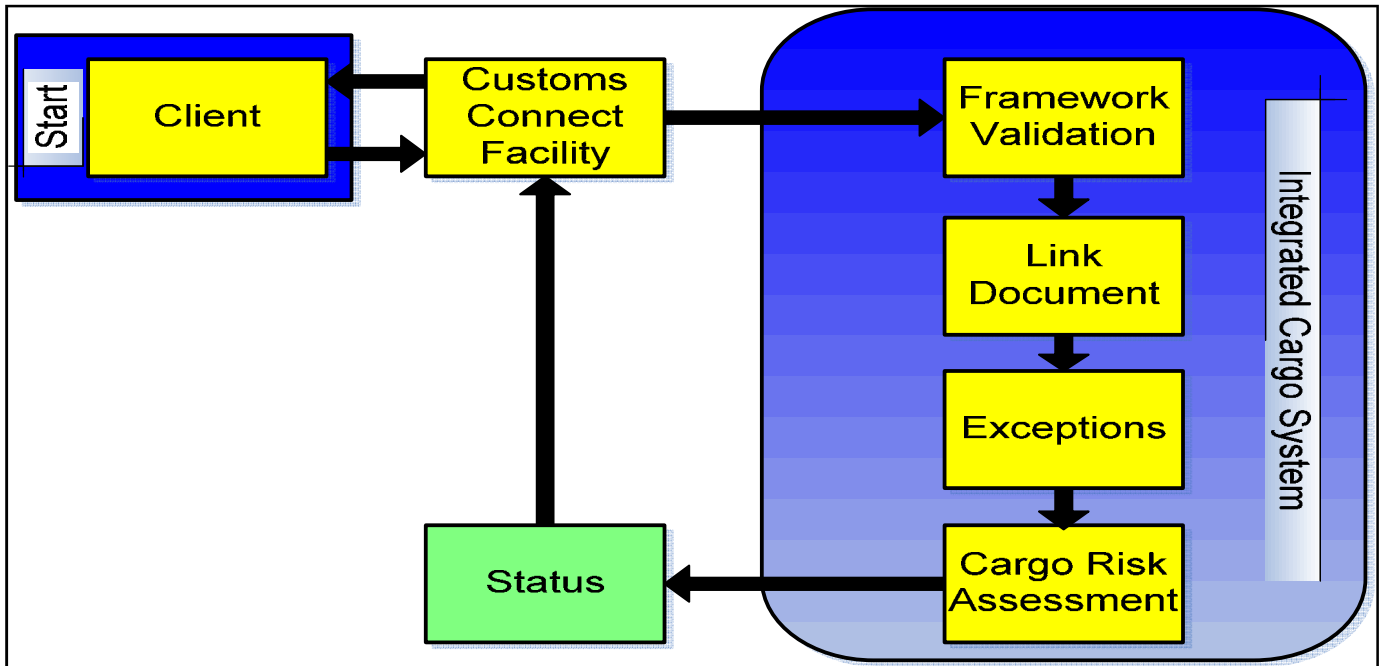 Start
Client
Customs
Connect
Facility
Framework
Validation
Link
Document
Exceptions
Cargo Risk
Assessment
Status
Integrated Cargo System